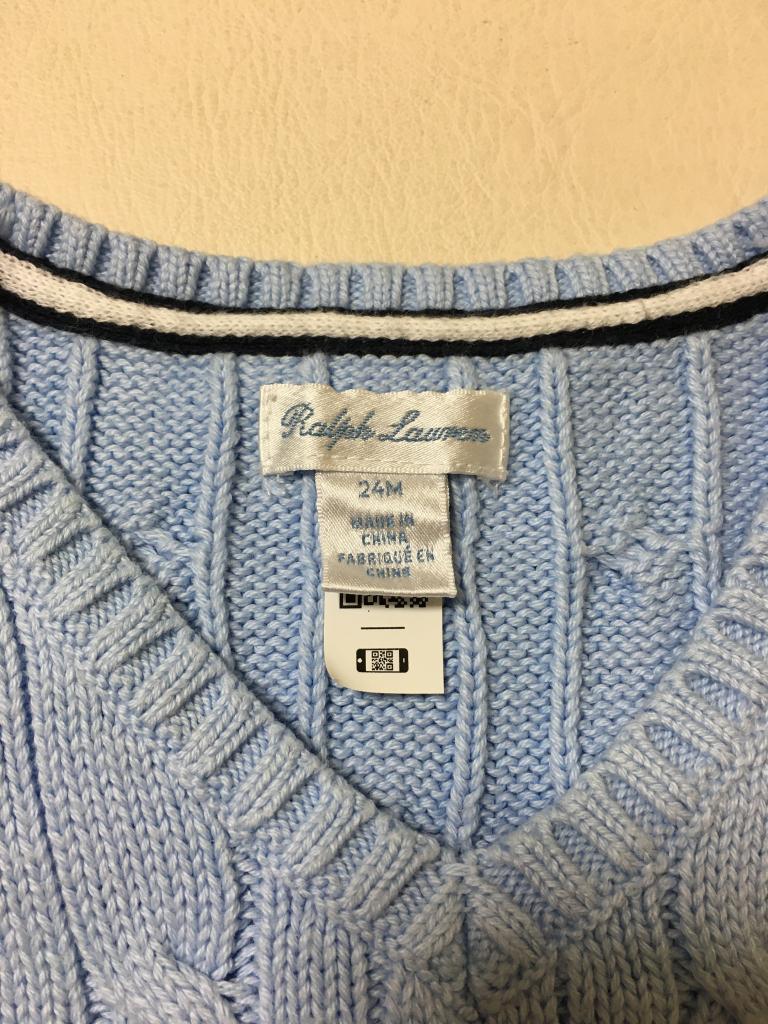 Ralph Lauren
24M
MADE IN
CHINA
FABRIQUÉ EN
CHINE